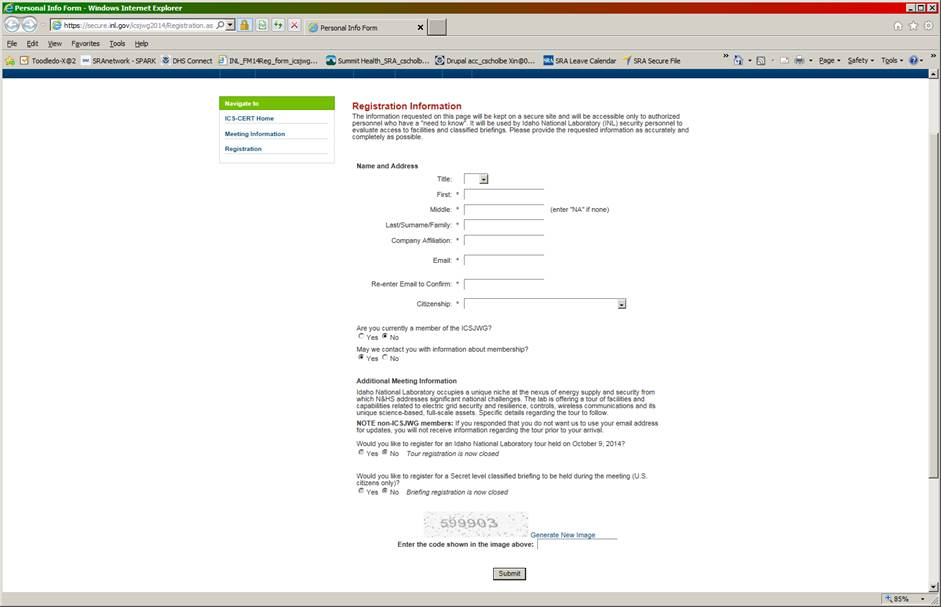 Personal Info Form - Windows Internet Explorer
https://secure.inl.gov/icsjwg2014/Registration.as
Personal Info Form
File Edit View Favorites Tools Help
Toodledo-X@2 SRAnetwork - SPARK DHS Connect INL_FM14Reg_form_icsjwg... Summit Health_SRA_cscholb... Drupal acc_cscholbe Xin@0... SRA SRA Leave Calendar SRA Secure File Page Safety Tools
Navigate to
ICS-CERT Home
Meeting Information
Registration
Registration Information
The information requested on this page will be kept on a secure site and will be accessible only to authorized
personnel who have a "need to know". It will be used by Idaho National Laboratory (INL) security personnel to
evaluate access to facilities and classified briefings. Please provide the requested information as accurately and
completely as possible.
Name and Address
Title:
First: *
Middle: * (enter "NA" if none)
Last/Surname/Family: *
Company Affiliation: *
Email: *
Re-enter Email to Confirm: *
Citizenship: *
Are you currently a member of the ICSJWG?
Yes No
May we contact you with information about membership?
Yes No
Additional Meeting Information
Idaho National Laboratory occupies a unique niche at the nexus of energy supply and security from
which N&HS addresses significant national challenges. The lab is offering a tour of facilities and
capabilities related to electric grid security and resilience, controls, wireless communications and its
unique science-based, full-scale assets. Specific details regarding the tour to follow.
NOTE non-ICSJWG members: If you responded that you do not want us to use your email address
for updates, you will not receive information regarding the tour prior to your arrival.
Would you like to register for an Idaho National Laboratory tour held on October 9, 2014?
Yes No Tour registration is now closed
Would you like to register for a Secret level classified briefing to be held during the meeting (U.S.
citizens only)?
Yes No Briefing registration is now closed
599903
Generate New Image
Enter the code shown in the image above:
Submit
85%